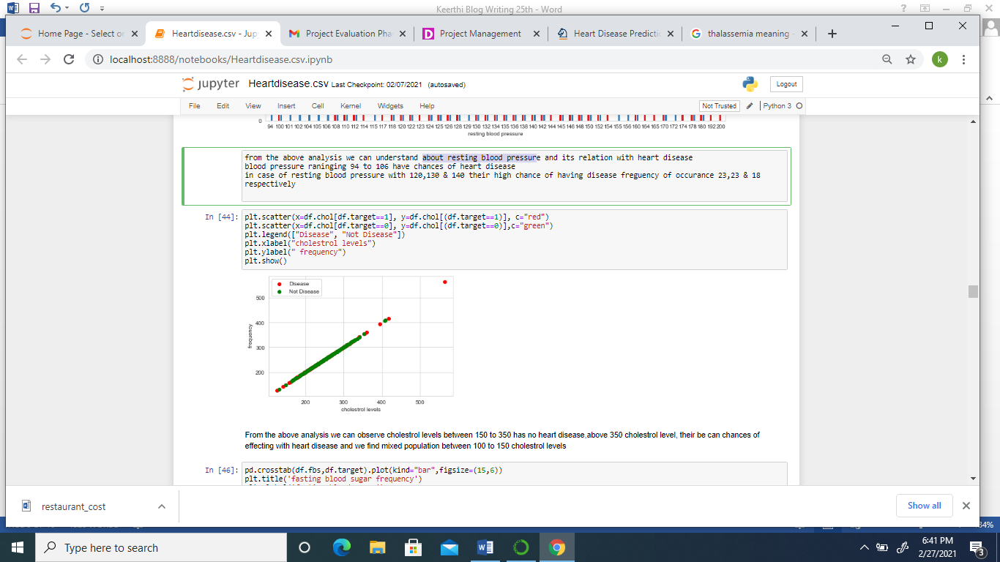 Keerthi Blog Writing 25th - Word
Home Page - Select or
Heartdisease.csv - Jup
Project Evaluation Pha
Project Management
Heart Disease Predictic
thalassemia meaning -
localhost:8888/notebooks/Heartdisease.csv.ipynb
k
jupyter Heartdisease.csv Last Checkpoint: 02/07/2021 (autosaved)
Logout
File Edit View Insert Cell Kernel Widgets Help
Not Trusted
Python 3
0
94 100 101 102 104 105 106 108 110 112 114 115 117 118 120 122 123 124 125 126 128 129 130 132 134 135 136 138 140 142 144 145 146 148 150 152 154 155 156 160 164 165 170 172 174 178 180 192 200
resting blood pressure
from the above analysis we can understand about resting blood pressure and its relation with heart disease
blood pressure raninging 94 to 106 have chances of heart disease
in case of resting blood pressure with 120,130 & 140 their high chance of having disease freguency of occurance 23,23 & 18
respectively
In [44]:
plt.scatter(x=df.chol[df.target==1], y=df.chol[(df.target==1)], c="red")
plt.scatter(x=df.chol[df.target==0], y=df.chol[(df.target==0)],c="green")
plt.legend(["Disease", "Not Disease"])
plt.xlabel("cholestrol levels")
plt.ylabel(" frequency")
plt.show()
Disease
Not Disease
500
400
300
200
frequency
200 300 400 500
cholestrol levels
From the above analysis we can observe cholestrol levels between 150 to 350 has no heart disease,above 350 cholestrol level, their be can chances of
effecting with heart disease and we find mixed population between 100 to 150 cholestrol levels
In [46]:
pd.crosstab(df.fbs,df.target).plot(kind="bar",figsize=(15,6))
plt.title('fasting blood sugar frequency')
restaurant_cost
Show all
84%
Type here to search
6:41 PM
2/27/2021
3